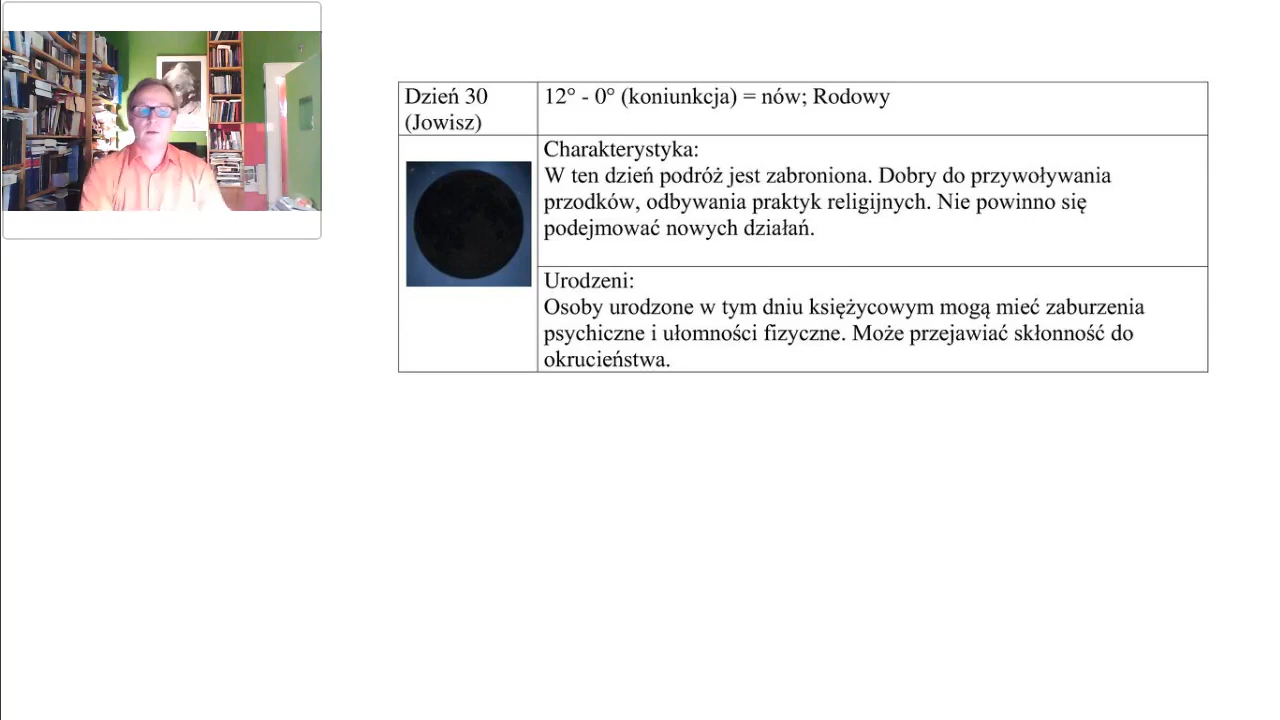 Dzień 30
(Jowisz)
12° - 0° (koniunkcja) = nów; Rodowy
Charakterystyka:
W ten dzień podróż jest zabroniona. Dobry do przywoływania
przodków, odbywania praktyk religijnych. Nie powinno się
podejmować nowych działań.
Urodzeni:
Osoby urodzone w tym dniu księżycowym mogą mieć zaburzenia
psychiczne i ułomności fizyczne. Może przejawiać skłonność do
okrucieństwa.